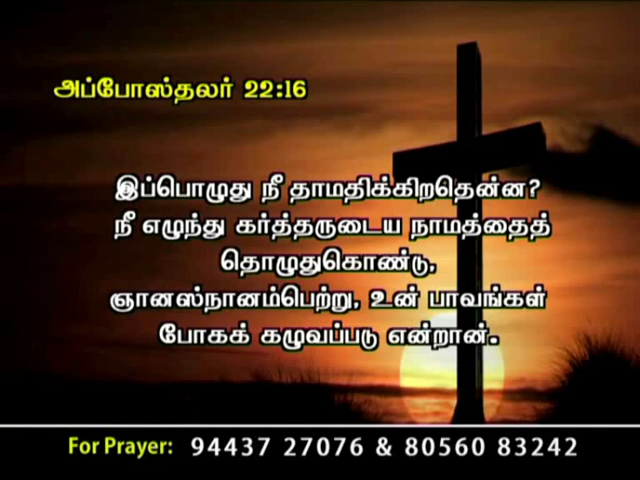 அப்போஸ்தலர் 22:16
இப்பொழுது நீ தாமதிக்கிறதென்ன?
நீ எழுந்து கர்த்தருடைய நாமத்தைத்
தொழுதுகொண்டு,
ஞானஸ்நானம்பெற்று, உன் பாவங்கள்
போகக் கழுவப்படு என்றான்.
For Prayer: 94437 27076 & 80560 83242